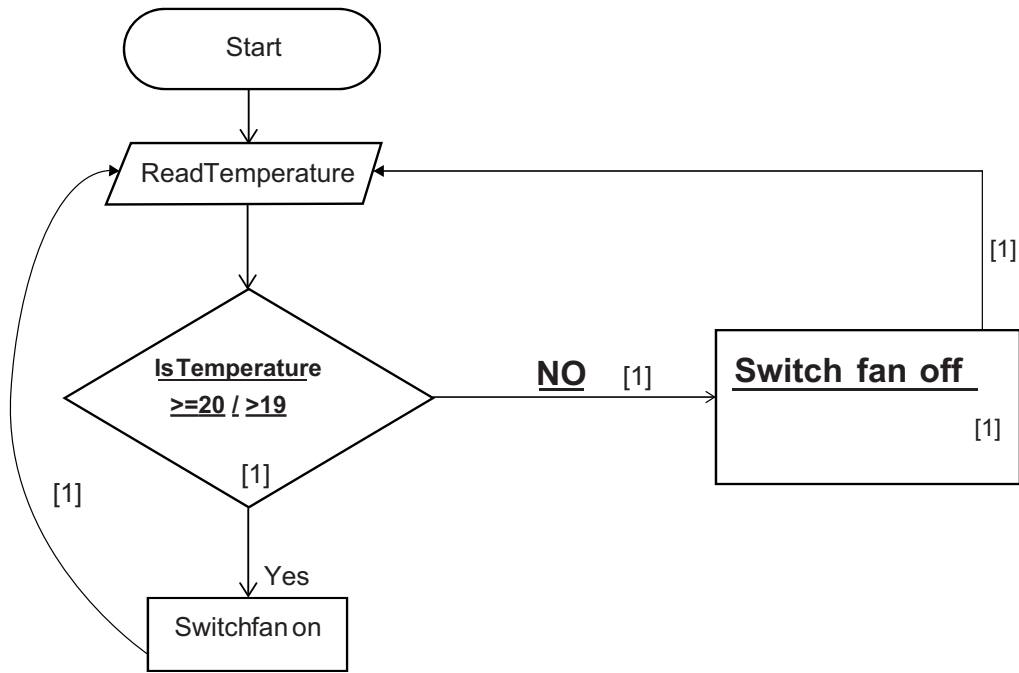 Start
ReadTemperature
[1]
IsTemperature
>=20 / >19
[1]
NO [1]
Switch fan off
[1]
[1]
Yes
Switchfan on